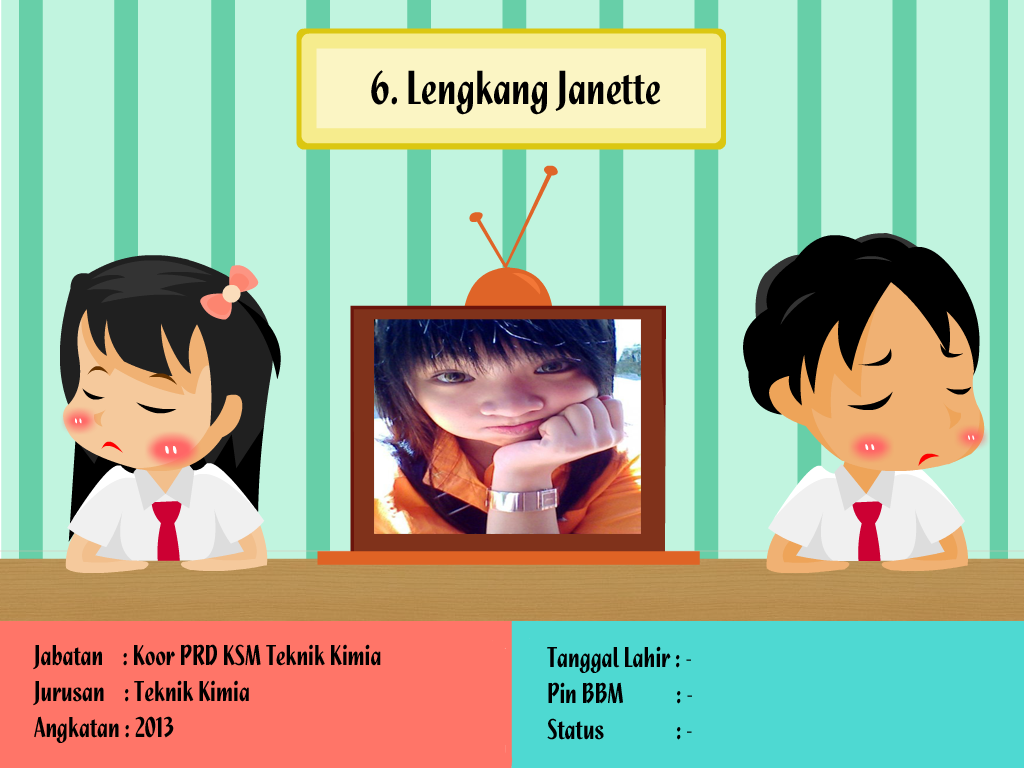 6. Lengkang Janette
Jabatan : Koor PRD KSM Teknik Kimia
Jurusan : Teknik Kimia
Angkatan : 2013
Tanggal Lahir : -
Pin BBM : -
Status : -